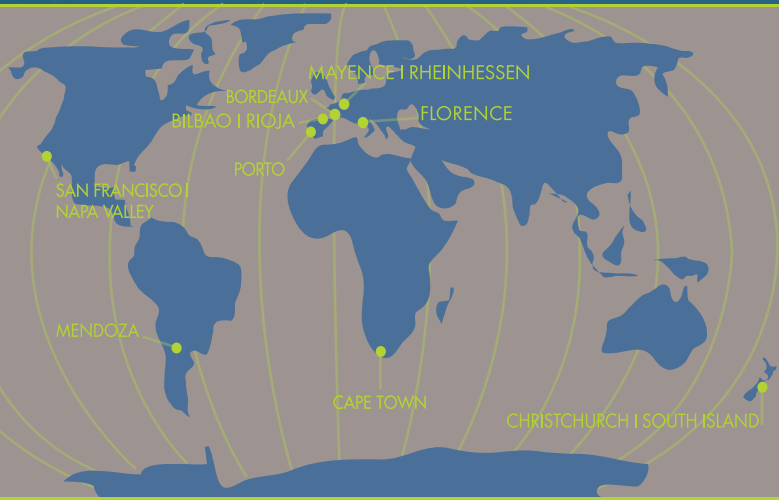 MAYENCE I RHEINHESSEN
BORDEAUX
BILBAO I RIOJA
FLORENCE
PORTO
SAN FRANCISCO I
NAPA VALLEY
MENDOZA
CAPE TOWN
CHRISTCHURCH I SOUTH ISLAND